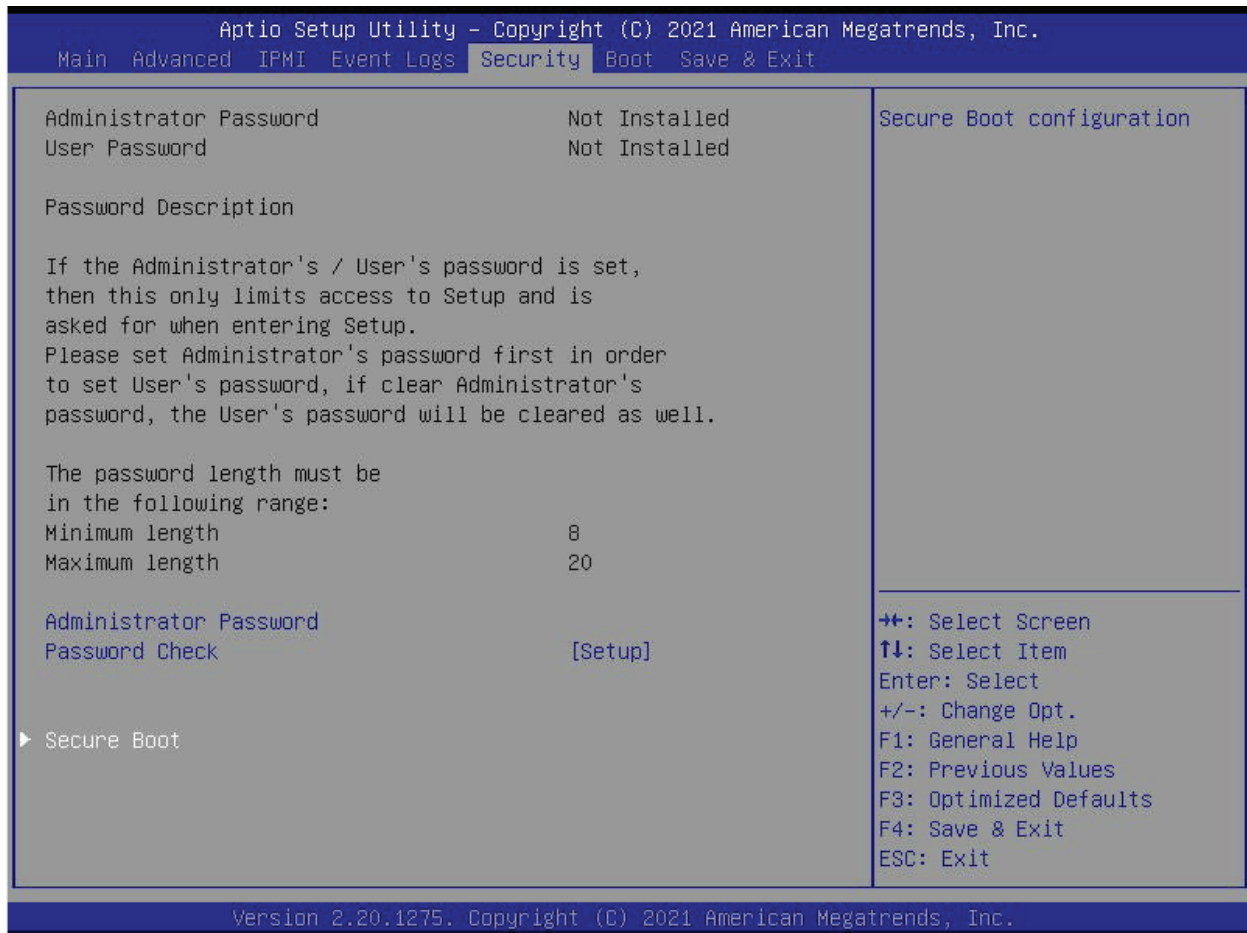 Aptio Setup Utility – Copyright (C) 2021 American Megatrends, Inc.
Main Advanced IPMI Event Logs Security Boot Save & Exit
Administrator Password Not Installed
User Password Not Installed
Password Description
If the Administrator's / User's password is set,
then this only limits access to Setup and is
asked for when entering Setup.
Please set Administrator's password first in order
to set User's password, if clear Administrator's
password, the User's password will be cleared as well.
The password length must be
in the following range:
Minimum length 8
Maximum length 20
Administrator Password
Password Check [Setup]
▶ Secure Boot
Secure Boot configuration
→←: Select Screen
↑↓: Select Item
Enter: Select
+/-: Change Opt.
F1: General Help
F2: Previous Values
F3: Optimized Defaults
F4: Save & Exit
ESC: Exit
Version 2.20.1275. Copyright (C) 2021 American Megatrends, Inc.